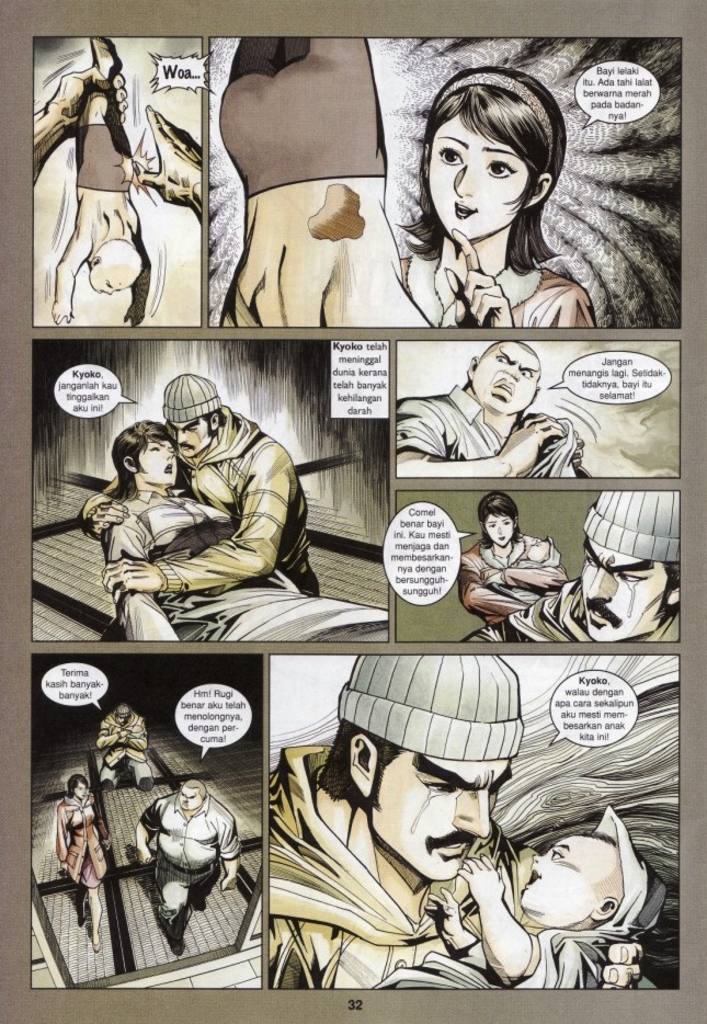 Woa...
Bayi lelaki
itu. Ada tahi lalat
berwarna merah
pada badan-
nya!
Kyoko,
janganlah kau
tinggalkan
aku ini!
Kyoko telah
meninggal
dunia kerana
telah banyak
kehilangan
darah
Jangan
menangis lagi. Setidak-
tidaknya, bayi itu
selamat!
Comel
benar bayi
ini. Kau mesti
menjaga dan
membesarkan-
nya dengan
bersungguh-
sungguh!
Terima
kasih banyak-
banyak!
Hm! Rugi
benar aku telah
menolongnya,
dengan per-
cuma!
Kyoko,
walau dengan
apa cara sekalipun
aku mesti mem-
besarkan anak
kita ini!
32